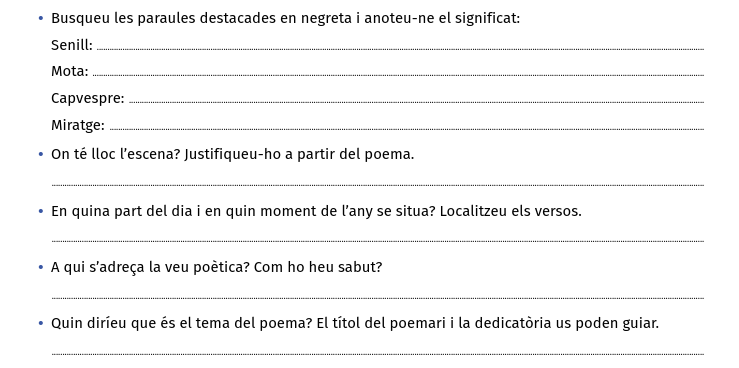 • Busqueu les paraules destacades en negreta i anoteu-ne el significat:
Senill:
Mota:
Capvespre:
Miratge:
• On té lloc l’escena? Justifiqueu-ho a partir del poema.
• En quina part del dia i en quin moment de l’any se situa? Localitzeu els versos.
• A qui s’adreça la veu poètica? Com ho heu sabut?
• Quin diríeu que és el tema del poema? El títol del poemari i la dedicatòria us poden guiar.